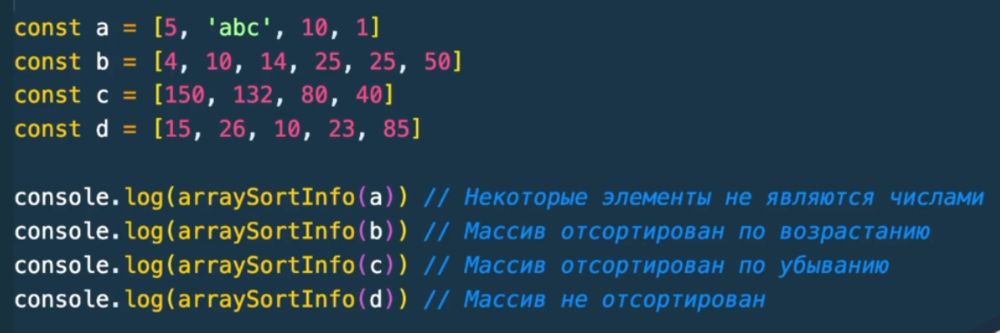 const a = [5, 'abc', 10, 1]
const b = [4, 10, 14, 25, 25, 50]
const c = [150, 132, 80, 40]
const d = [15, 26, 10, 23, 85]
console.log(arraySortInfo(a)) // Некоторые элементы не являются числами
console.log(arraySortInfo(b)) // Массив отсортирован по возрастанию
console.log(arraySortInfo(c)) // Массив отсортирован по убыванию
console.log(arraySortInfo(d)) // Массив не отсортирован